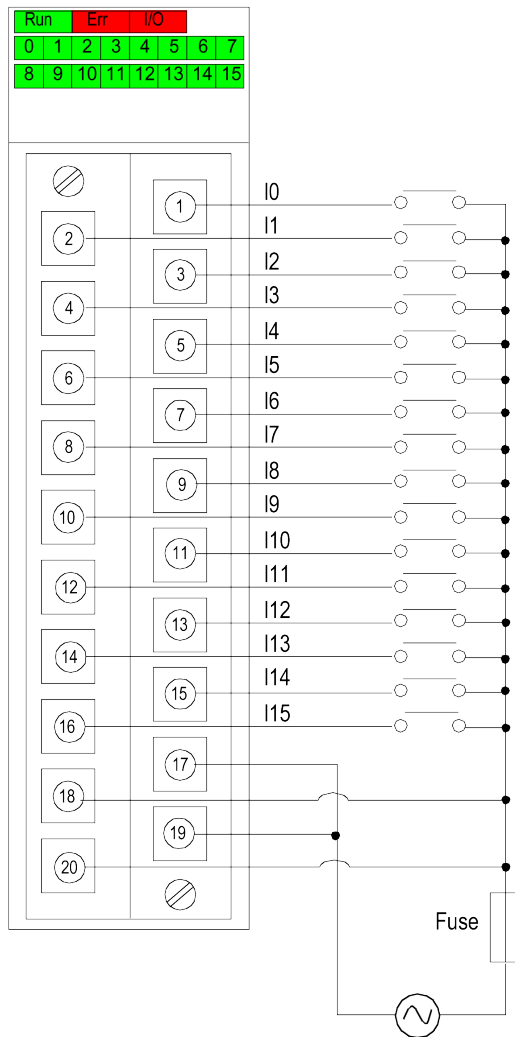 Run Err I/O
0 1 2 3 4 5 6 7
8 9 10 11 12 13 14 15
1 I0
2 I1
3 I2
4 I3
5 I4
6 I5
7 I6
8 I7
9 I8
10 I9
11 I10
12 I11
13 I12
14 I13
15 I14
16 I15
17
18
19
20
Fuse